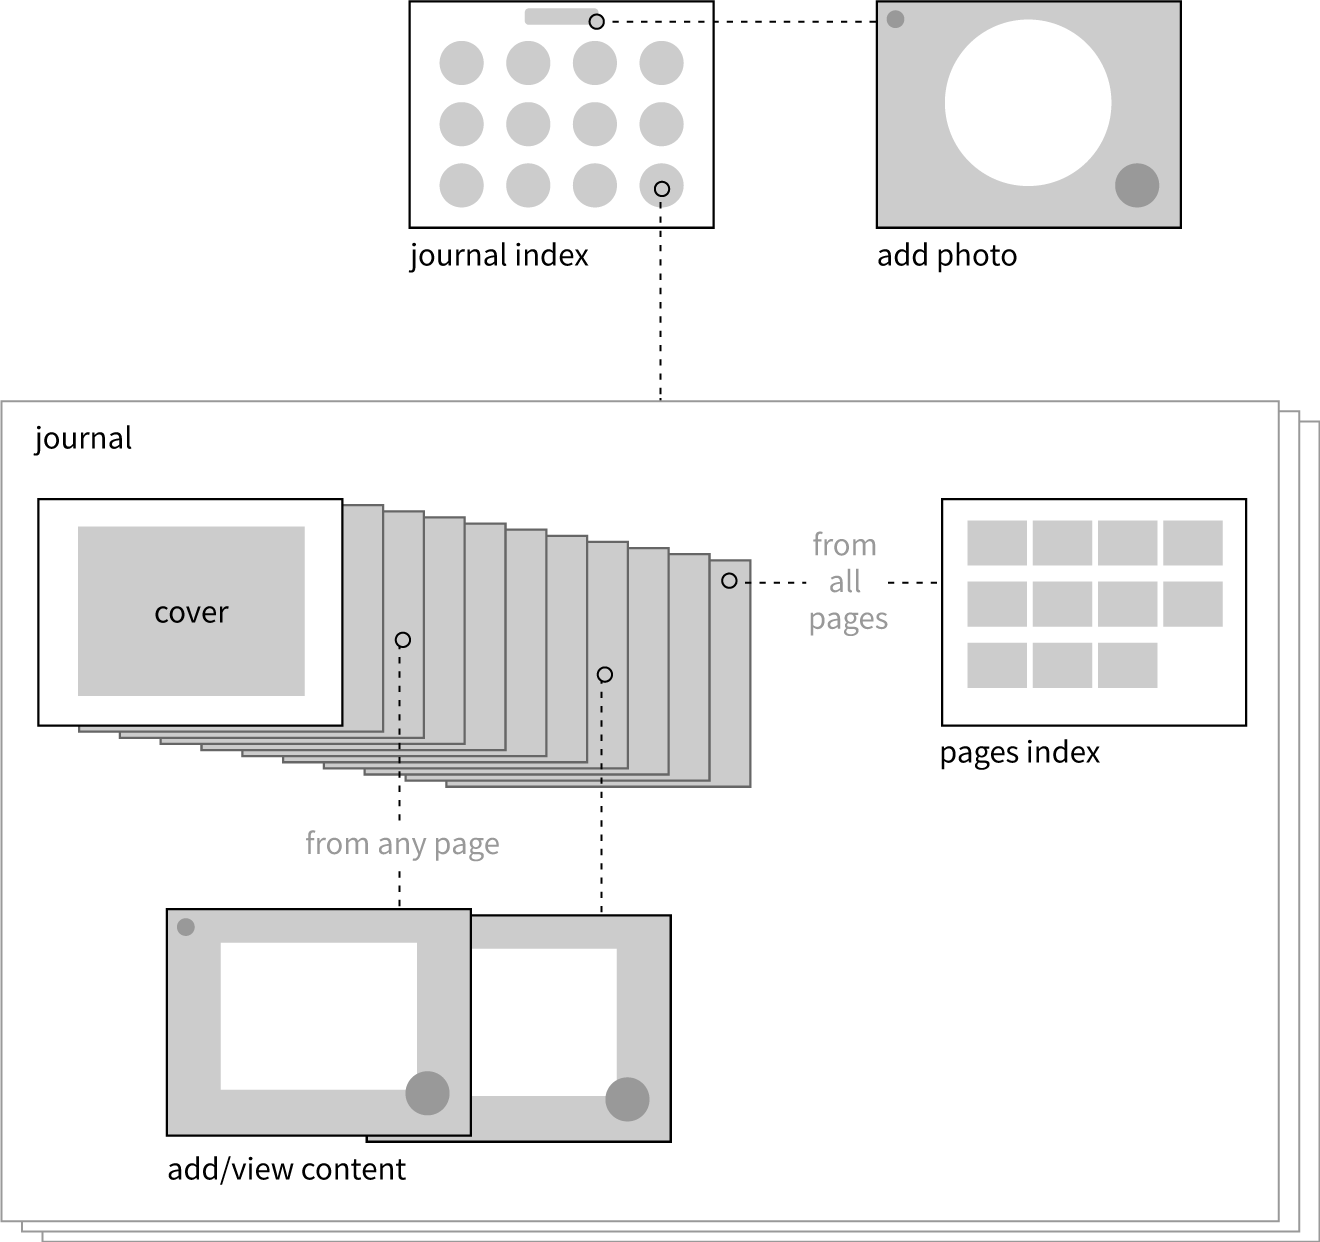 journal index
add photo
journal
cover
from
all
pages
pages index
from any page
add/view content